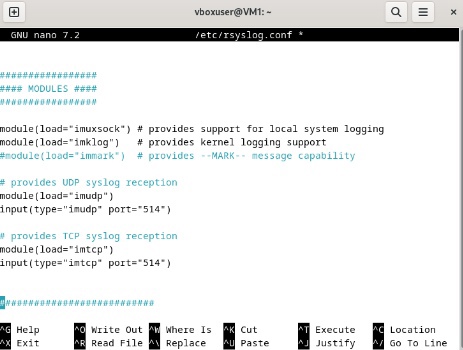 vboxuser@VM1: ~
GNU nano 7.2 /etc/rsyslog.conf *
#################
#### MODULES ####
#################
module(load="imuxsock") # provides support for local system logging
module(load="imklog")   # provides kernel logging support
#module(load="immark")  # provides --MARK-- message capability
# provides UDP syslog reception
module(load="imudp")
input(type="imudp" port="514")
# provides TCP syslog reception
module(load="imtcp")
input(type="imtcp" port="514")
###########################
^G Help ^O Write Out ^W Where Is ^K Cut ^T Execute ^C Location
^X Exit ^R Read File ^\ Replace ^U Paste ^J Justify ^/ Go To Line